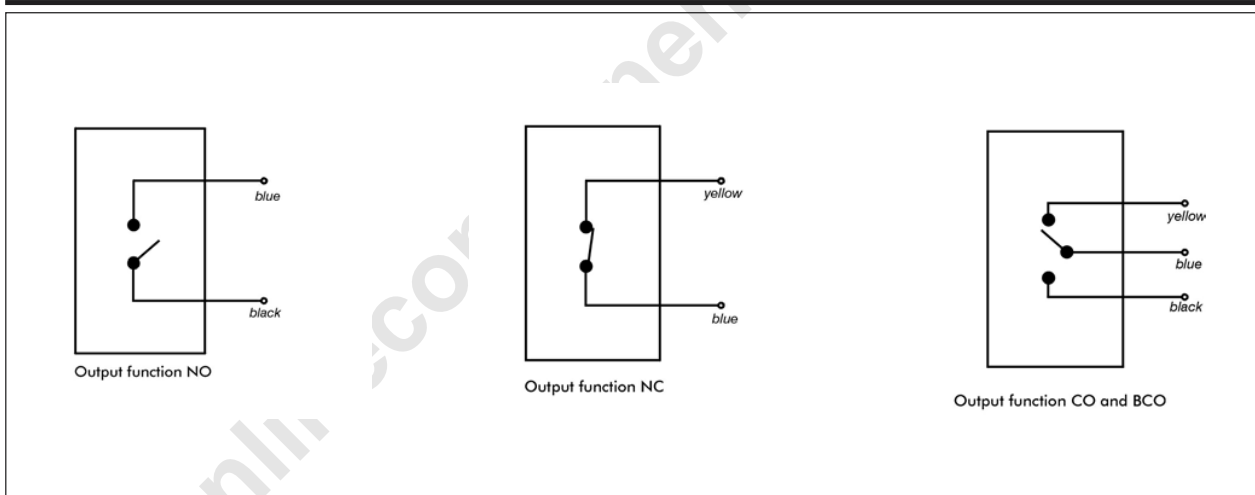 blue
black
Output function NO
yellow
blue
Output function NC
yellow
blue
black
Output function CO and BCO